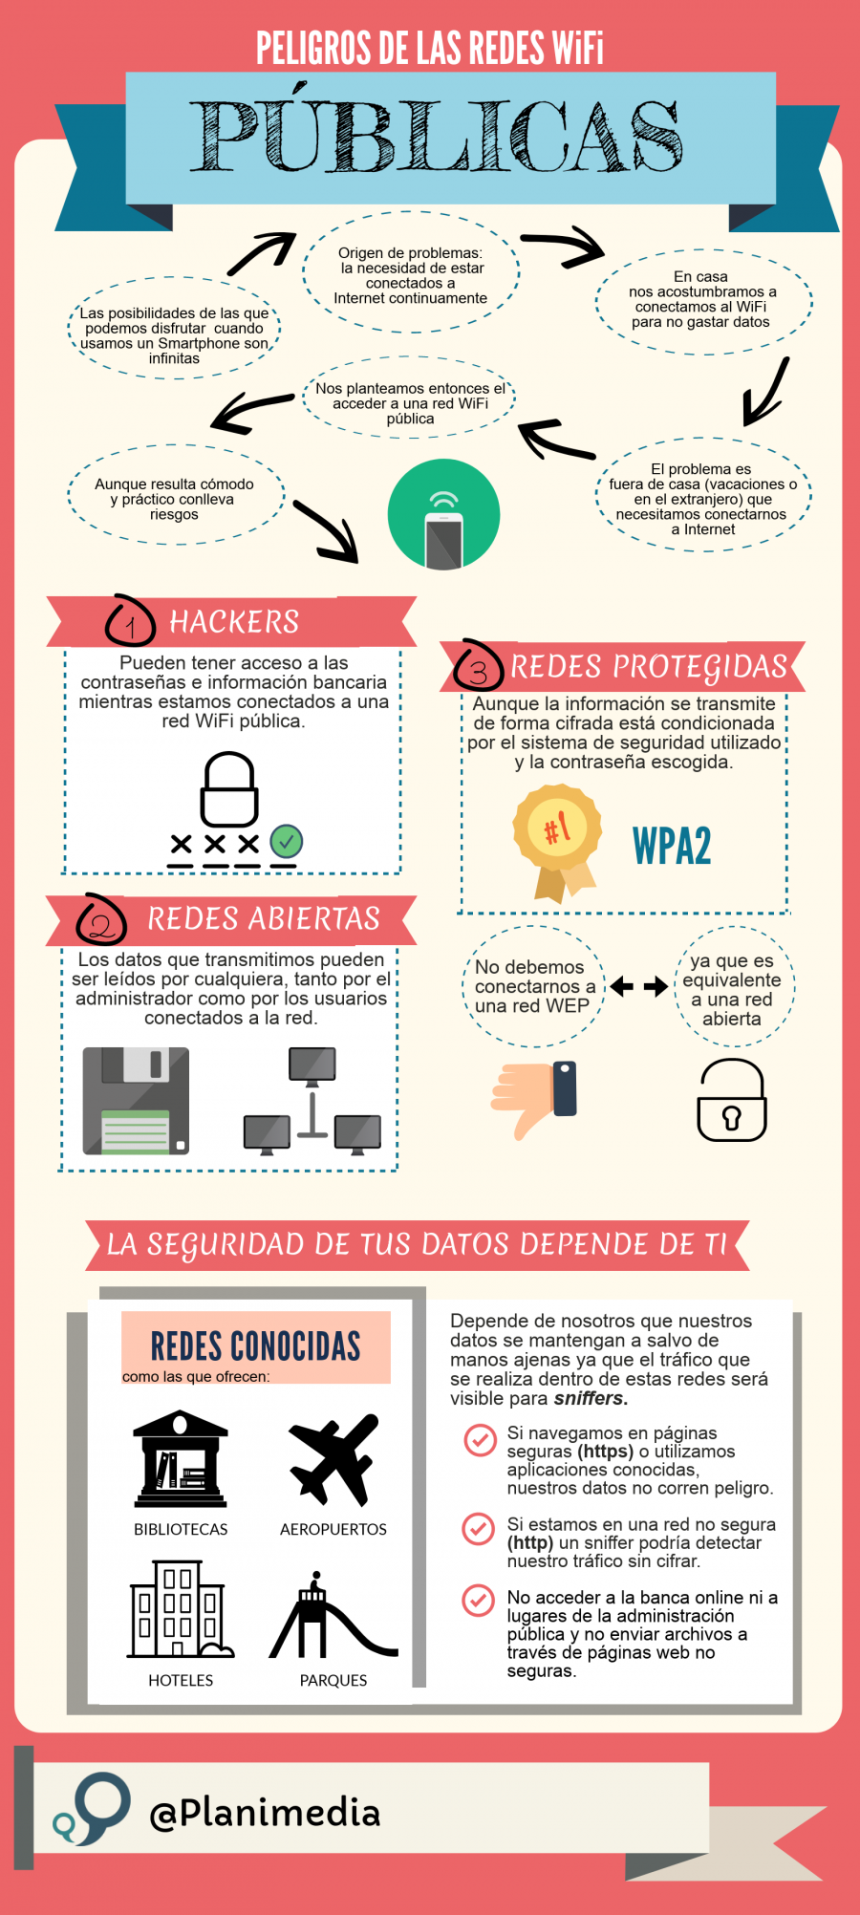 PELIGROS DE LAS REDES WiFi
PÚBLICAS
Las posibilidades de las que
podemos disfrutar cuando
usamos un Smartphone son
infinitas
Origen de problemas:
la necesidad de estar
conectados a
Internet continuamente
En casa
nos acostumbramos a
conectarnos al WiFi
para no gastar datos
El problema es
fuera de casa (vacaciones o
en el extranjero) que
necesitamos conectarnos
a Internet
Nos planteamos entonces el
acceder a una red WiFi
pública
Aunque resulta cómodo
y práctico conlleva
riesgos
1 HACKERS
Pueden tener acceso a las
contraseñas e información bancaria
mientras estamos conectados a una
red WiFi pública.
2 REDES ABIERTAS
Los datos que transmitimos pueden
ser leídos por cualquiera, tanto por el
administrador como por los usuarios
conectados a la red.
3 REDES PROTEGIDAS
Aunque la información se transmite
de forma cifrada está condicionada
por el sistema de seguridad utilizado
y la contraseña escogida.
#1
WPA2
No debemos
conectarnos a
una red WEP
ya que es
equivalente
a una red
abierta
LA SEGURIDAD DE TUS DATOS DEPENDE DE TI
REDES CONOCIDAS
como las que ofrecen:
BIBLIOTECAS
AEROPUERTOS
HOTELES
PARQUES
Depende de nosotros que nuestros
datos se mantengan a salvo de
manos ajenas ya que el tráfico que
se realiza dentro de estas redes será
visible para sniffers.
Si navegamos en páginas
seguras (https) o utilizamos
aplicaciones conocidas,
nuestros datos no corren peligro.
Si estamos en una red no segura
(http) un sniffer podría detectar
nuestro tráfico sin cifrar.
No acceder a la banca online ni a
lugares de la administración
pública y no enviar archivos a
través de páginas web no
seguras.
@Planimedia